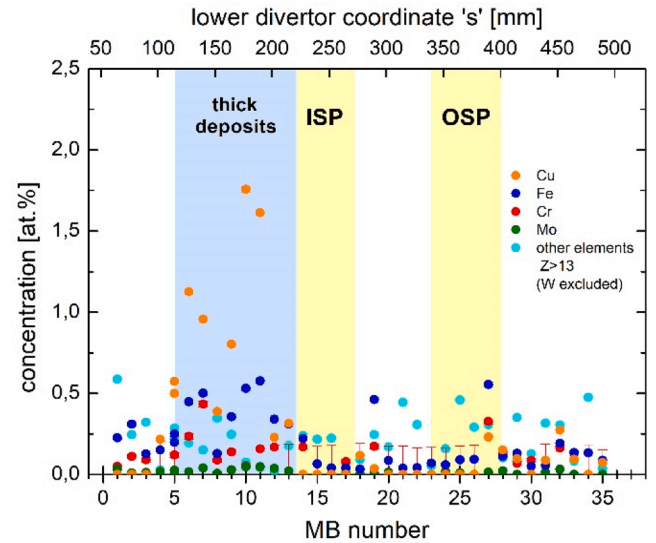 lower divertor coordinate 's' [mm]
50 100 150 200 250 300 350 400 450 500
2,5
2,0
1,5
1,0
0,5
0,0
concentration [at.%]
thick
deposits
ISP
OSP
Cu
Fe
Cr
Mo
other elements
Z>13
(W excluded)
0 5 10 15 20 25 30 35
MB number